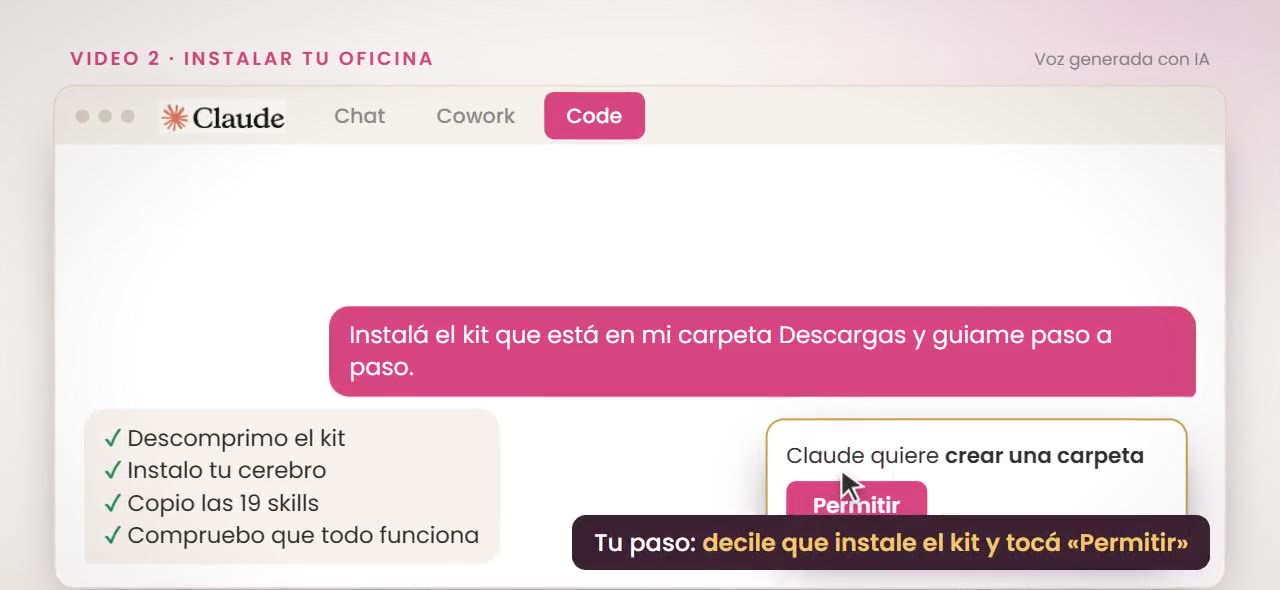 VIDEO 2 · INSTALAR TU OFICINA
Voz generada con IA
Claude
Chat
Cowork
Code
Instalá el kit que está en mi carpeta Descargas y guiame paso a
paso.
✓ Descomprimo el kit
✓ Instalo tu cerebro
✓ Copio las 19 skills
✓ Compruebo que todo funciona
Claude quiere crear una carpeta
Permitir
Tu paso: decile que instale el kit y tocá «Permitir»